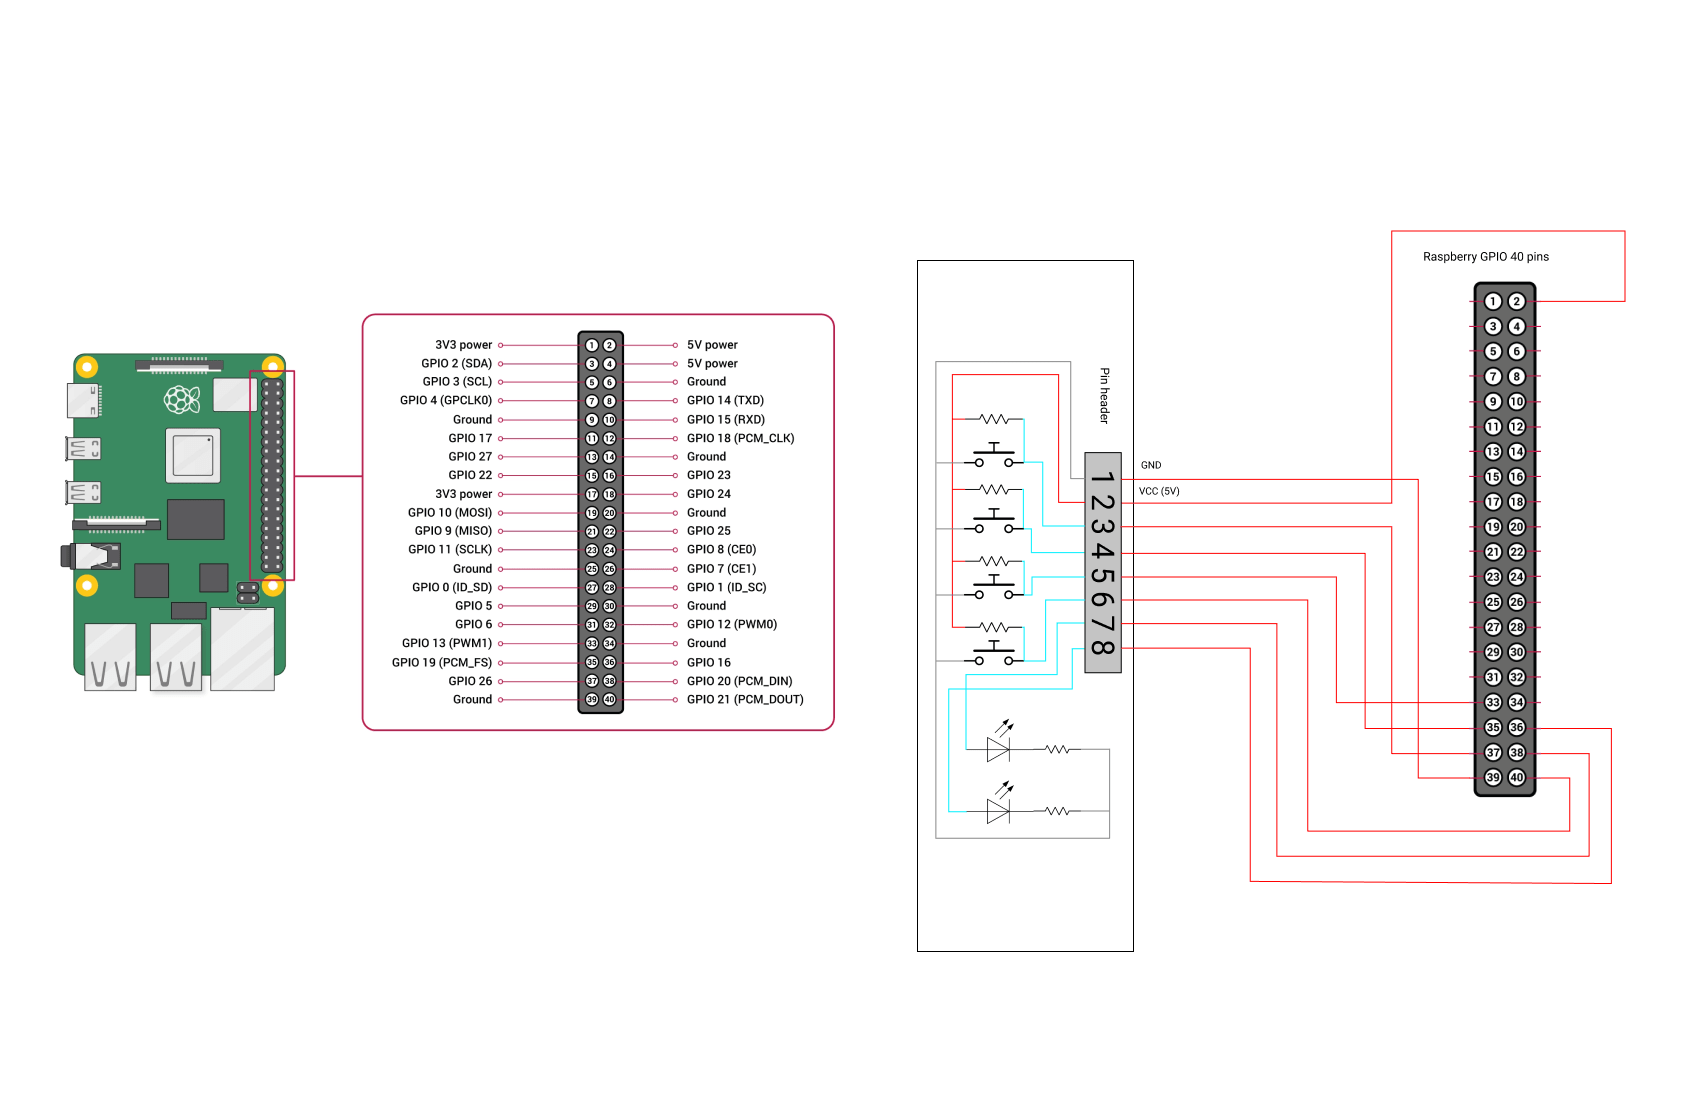 3V3 power 1 2 5V power
GPIO 2 (SDA) 3 4 5V power
GPIO 3 (SCL) 5 6 Ground
GPIO 4 (GPCLK0) 7 8 GPIO 14 (TXD)
Ground 9 10 GPIO 15 (RXD)
GPIO 17 11 12 GPIO 18 (PCM_CLK)
GPIO 27 13 14 Ground
GPIO 22 15 16 GPIO 23
3V3 power 17 18 GPIO 24
GPIO 10 (MOSI) 19 20 Ground
GPIO 9 (MISO) 21 22 GPIO 25
GPIO 11 (SCLK) 23 24 GPIO 8 (CE0)
Ground 25 26 GPIO 7 (CE1)
GPIO 0 (ID_SD) 27 28 GPIO 1 (ID_SC)
GPIO 5 29 30 Ground
GPIO 6 31 32 GPIO 12 (PWM0)
GPIO 13 (PWM1) 33 34 Ground
GPIO 19 (PCM_FS) 35 36 GPIO 16
GPIO 26 37 38 GPIO 20 (PCM_DIN)
Ground 39 40 GPIO 21 (PCM_DOUT)
Pin header
1
2
3
4
5
6
7
8
GND
VCC (5V)
Raspberry GPIO 40 pins
1 2
3 4
5 6
7 8
9 10
11 12
13 14
15 16
17 18
19 20
21 22
23 24
25 26
27 28
29 30
31 32
33 34
35 36
37 38
39 40